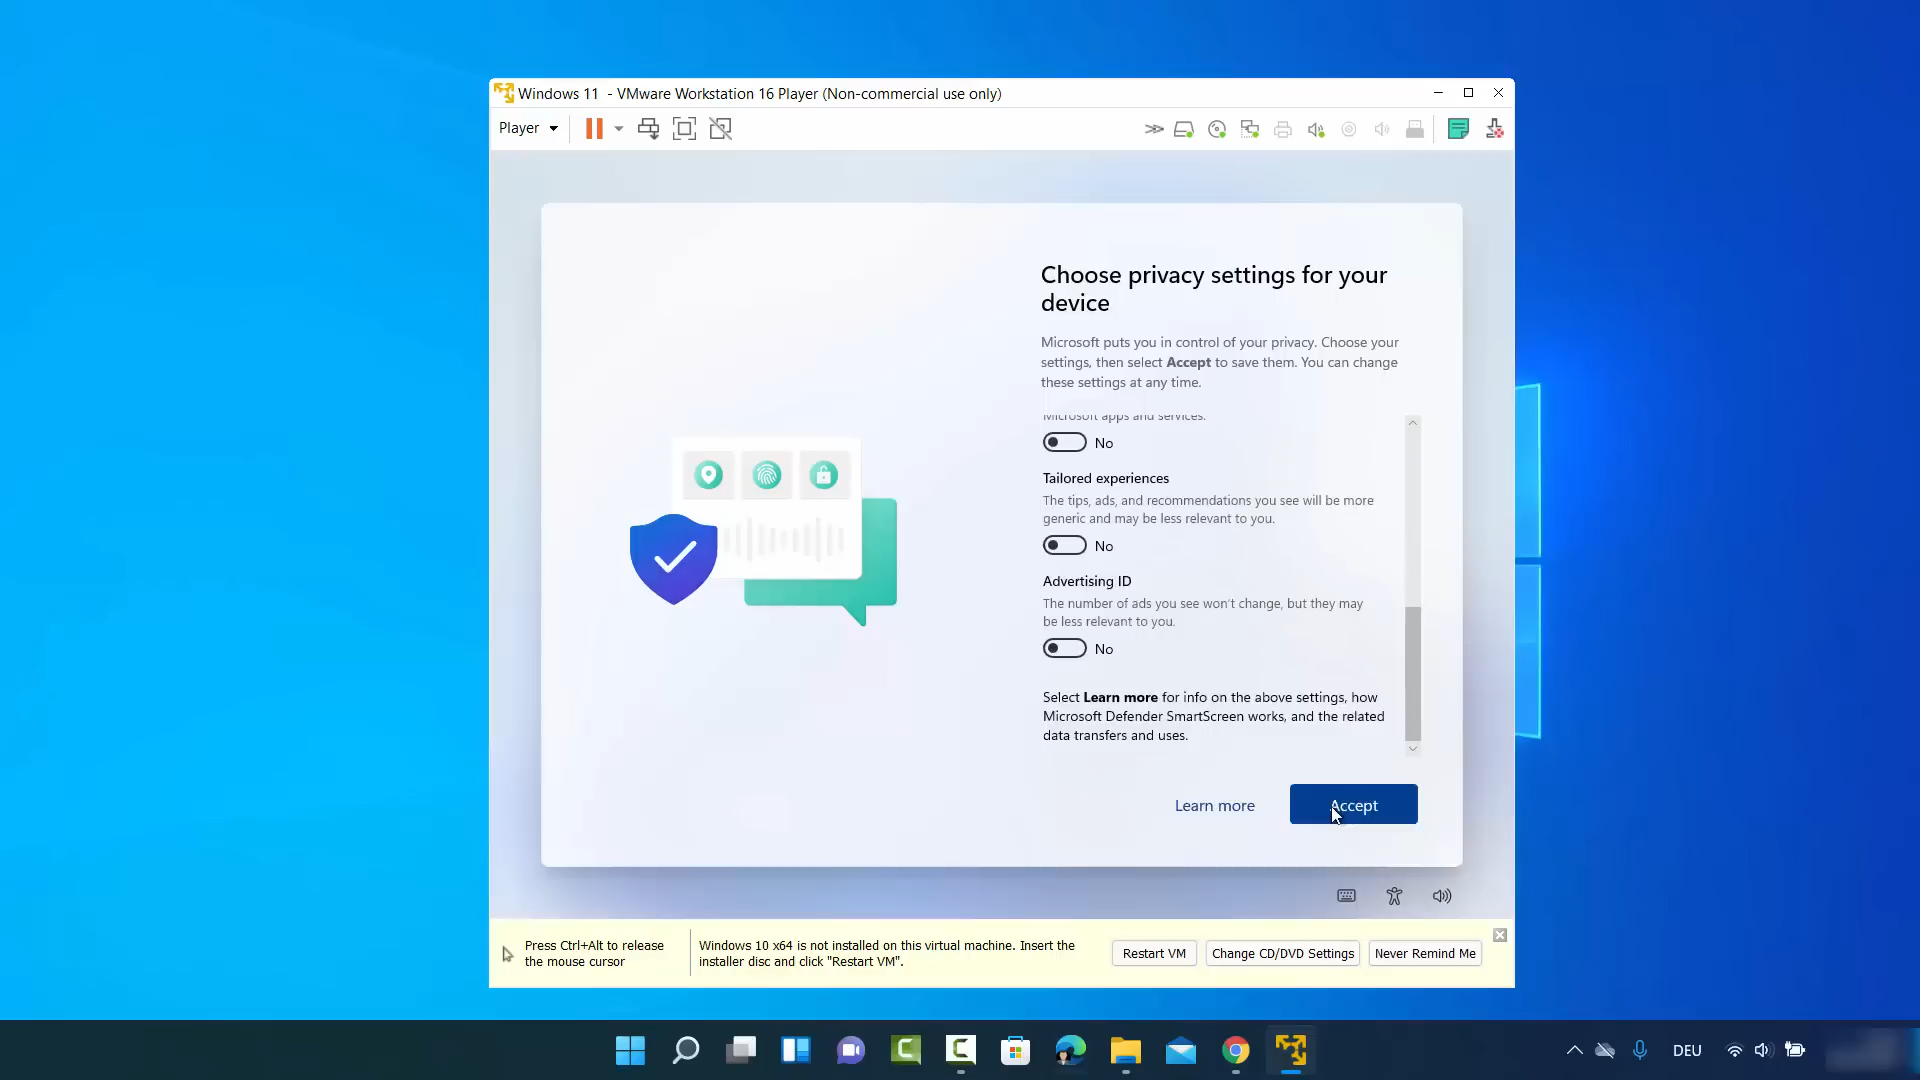 Windows 11 - VMware Workstation 16 Player (Non-commercial use only)
Player
Choose privacy settings for your
device
Microsoft puts you in control of your privacy. Choose your
settings, then select Accept to save them. You can change
these settings at any time.
Microsoft apps and services.
No
Tailored experiences
The tips, ads, and recommendations you see will be more
generic and may be less relevant to you.
No
Advertising ID
The number of ads you see won't change, but they may
be less relevant to you.
No
Select Learn more for info on the above settings, how
Microsoft Defender SmartScreen works, and the related
data transfers and uses.
Learn more
Accept
Press Ctrl+Alt to release
the mouse cursor
Windows 10 x64 is not installed on this virtual machine. Insert the
installer disc and click "Restart VM".
Restart VM
Change CD/DVD Settings
Never Remind Me
DEU